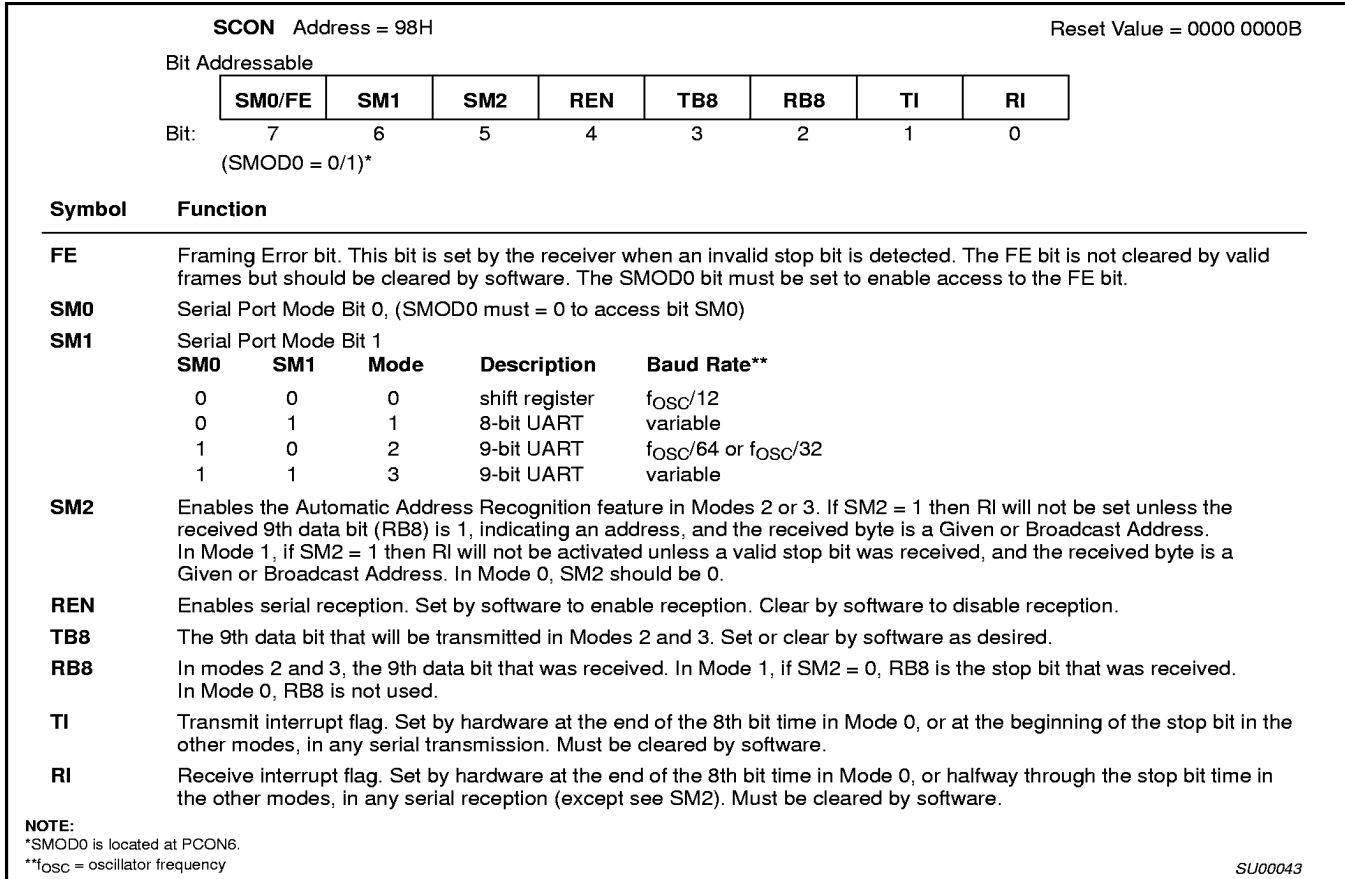 SCON Address = 98H Reset Value = 0000 0000B
Bit Addressable
SM0/FE SM1 SM2 REN TB8 RB8 TI RI
Bit: 7 6 5 4 3 2 1 0
(SMOD0 = 0/1)*
Symbol Function
FE Framing Error bit. This bit is set by the receiver when an invalid stop bit is detected. The FE bit is not cleared by valid
frames but should be cleared by software. The SMOD0 bit must be set to enable access to the FE bit.
SM0 Serial Port Mode Bit 0, (SMOD0 must = 0 to access bit SM0)
SM1 Serial Port Mode Bit 1
SM0 SM1 Mode Description Baud Rate**
0 0 0 shift register fOSC/12
0 1 1 8-bit UART variable
1 0 2 9-bit UART fOSC/64 or fOSC/32
1 1 3 9-bit UART variable
SM2 Enables the Automatic Address Recognition feature in Modes 2 or 3. If SM2 = 1 then RI will not be set unless the
received 9th data bit (RB8) is 1, indicating an address, and the received byte is a Given or Broadcast Address.
In Mode 1, if SM2 = 1 then RI will not be activated unless a valid stop bit was received, and the received byte is a
Given or Broadcast Address. In Mode 0, SM2 should be 0.
REN Enables serial reception. Set by software to enable reception. Clear by software to disable reception.
TB8 The 9th data bit that will be transmitted in Modes 2 and 3. Set or clear by software as desired.
RB8 In modes 2 and 3, the 9th data bit that was received. In Mode 1, if SM2 = 0, RB8 is the stop bit that was received.
In Mode 0, RB8 is not used.
TI Transmit interrupt flag. Set by hardware at the end of the 8th bit time in Mode 0, or at the beginning of the stop bit in the
other modes, in any serial transmission. Must be cleared by software.
RI Receive interrupt flag. Set by hardware at the end of the 8th bit time in Mode 0, or halfway through the stop bit time in
the other modes, in any serial reception (except see SM2). Must be cleared by software.
NOTE:
*SMOD0 is located at PCON6.
**fOSC = oscillator frequency SU00043